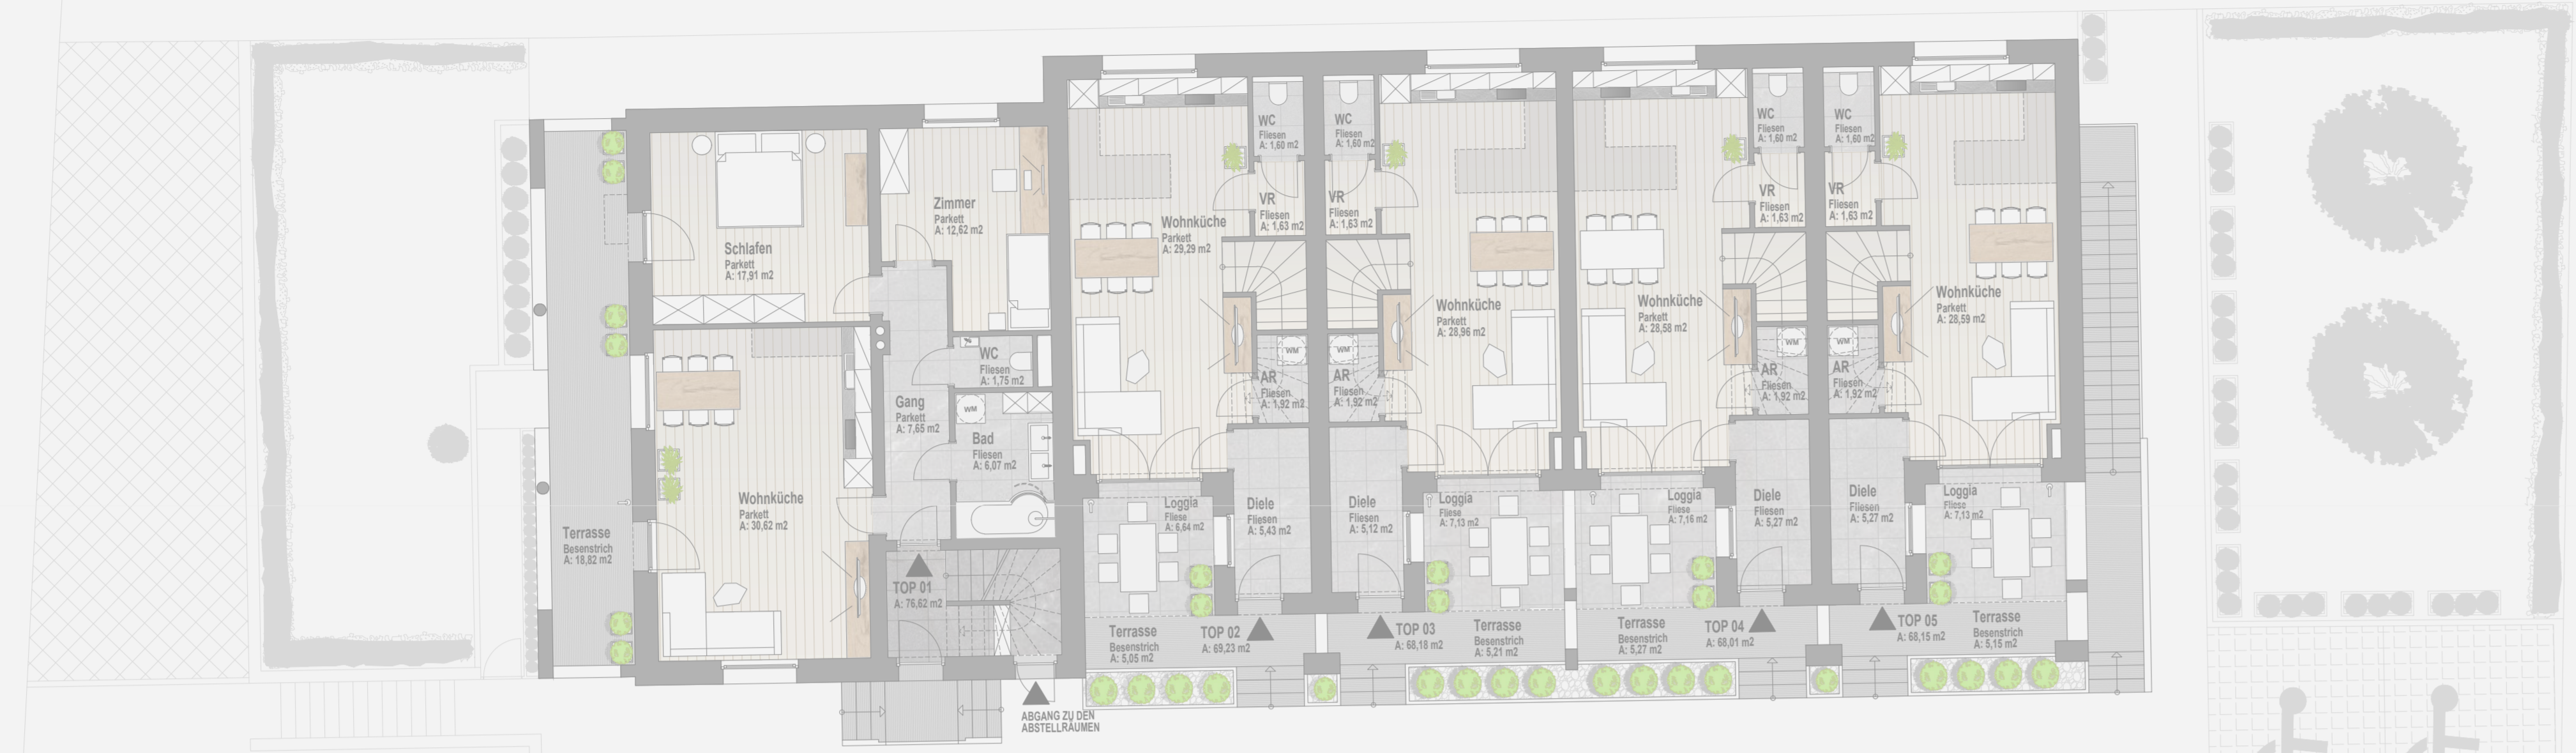 Schlafen
Parkett
A: 17,91 m2
Zimmer
Parkett
A: 12,62 m2
WC
Fliesen
A: 1,75 m2
Gang
Parkett
A: 7,65 m2
WM
Bad
Fliesen
A: 6,07 m2
Wohnküche
Parkett
A: 30,62 m2
Terrasse
Besenstrich
A: 18,82 m2
TOP 01
A: 76,62 m2
ABGANG ZU DEN
ABSTELLRÄUMEN
WC
Fliesen
A: 1,60 m2
VR
Fliesen
A: 1,63 m2
Wohnküche
Parkett
A: 29,29 m2
WM
AR
Fliesen
A: 1,92 m2
Loggia
Fliese
A: 6,64 m2
Diele
Fliesen
A: 5,43 m2
Terrasse
Besenstrich
A: 5,05 m2
TOP 02
A: 69,23 m2
WC
Fliesen
A: 1,60 m2
VR
Fliesen
A: 1,63 m2
Wohnküche
Parkett
A: 28,96 m2
WM
AR
Fliesen
A: 1,92 m2
Diele
Fliesen
A: 5,12 m2
Loggia
Fliese
A: 7,13 m2
TOP 03
A: 68,18 m2
Terrasse
Besenstrich
A: 5,21 m2
WC
Fliesen
A: 1,60 m2
VR
Fliesen
A: 1,63 m2
Wohnküche
Parkett
A: 28,58 m2
WM
AR
Fliesen
A: 1,92 m2
Loggia
Fliese
A: 7,16 m2
Diele
Fliesen
A: 5,27 m2
Terrasse
Besenstrich
A: 5,27 m2
TOP 04
A: 68,01 m2
WC
Fliesen
A: 1,60 m2
VR
Fliesen
A: 1,63 m2
Wohnküche
Parkett
A: 28,59 m2
WM
AR
Fliesen
A: 1,92 m2
Diele
Fliesen
A: 5,27 m2
Loggia
Fliese
A: 7,13 m2
TOP 05
A: 68,15 m2
Terrasse
Besenstrich
A: 5,15 m2